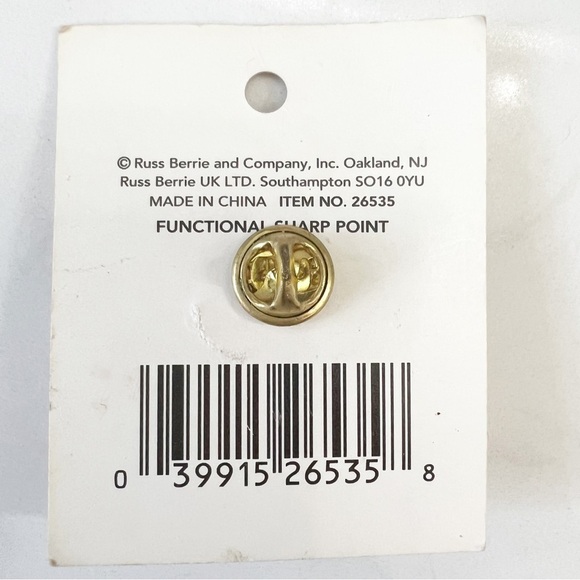 © Russ Berrie and Company, Inc. Oakland, NJ
Russ Berrie UK LTD. Southampton SO16 0YU
MADE IN CHINA ITEM NO. 26535
FUNCTIONAL SHARP POINT
0 39915 26535 8